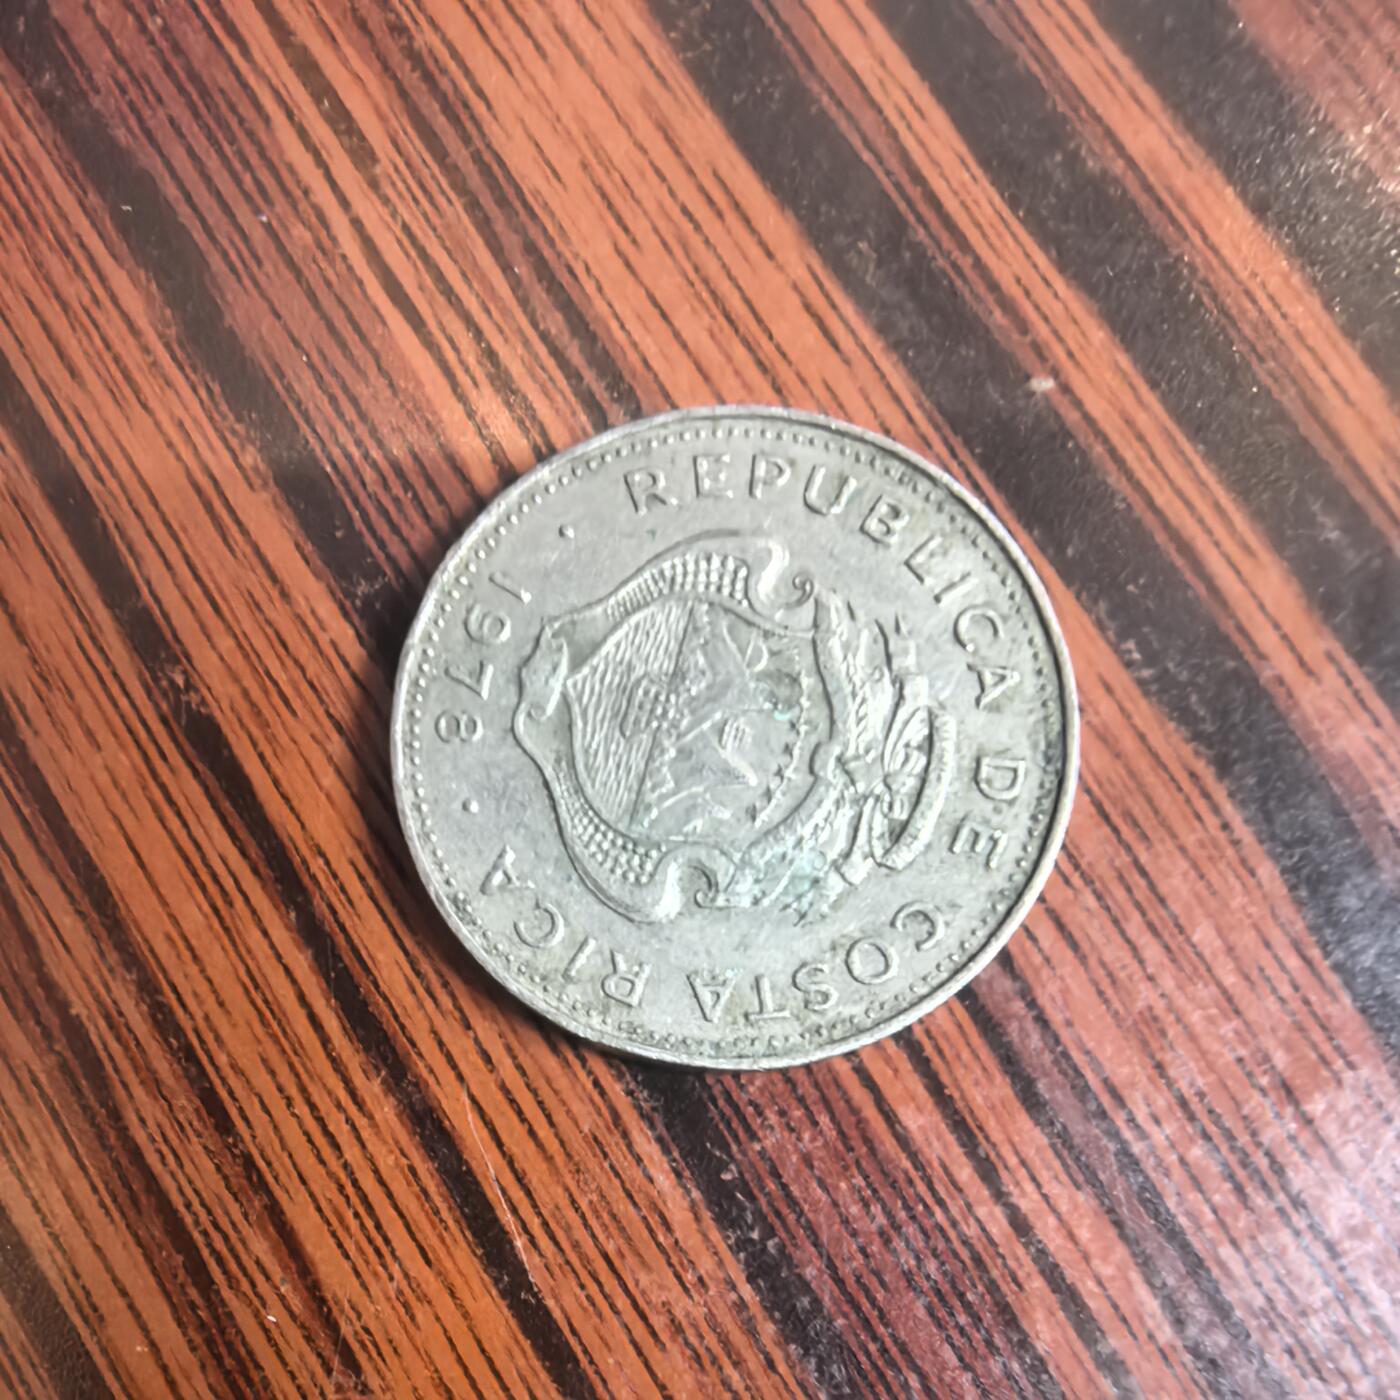 REPUBLICA DE COSTA RICA
· 1978 ·